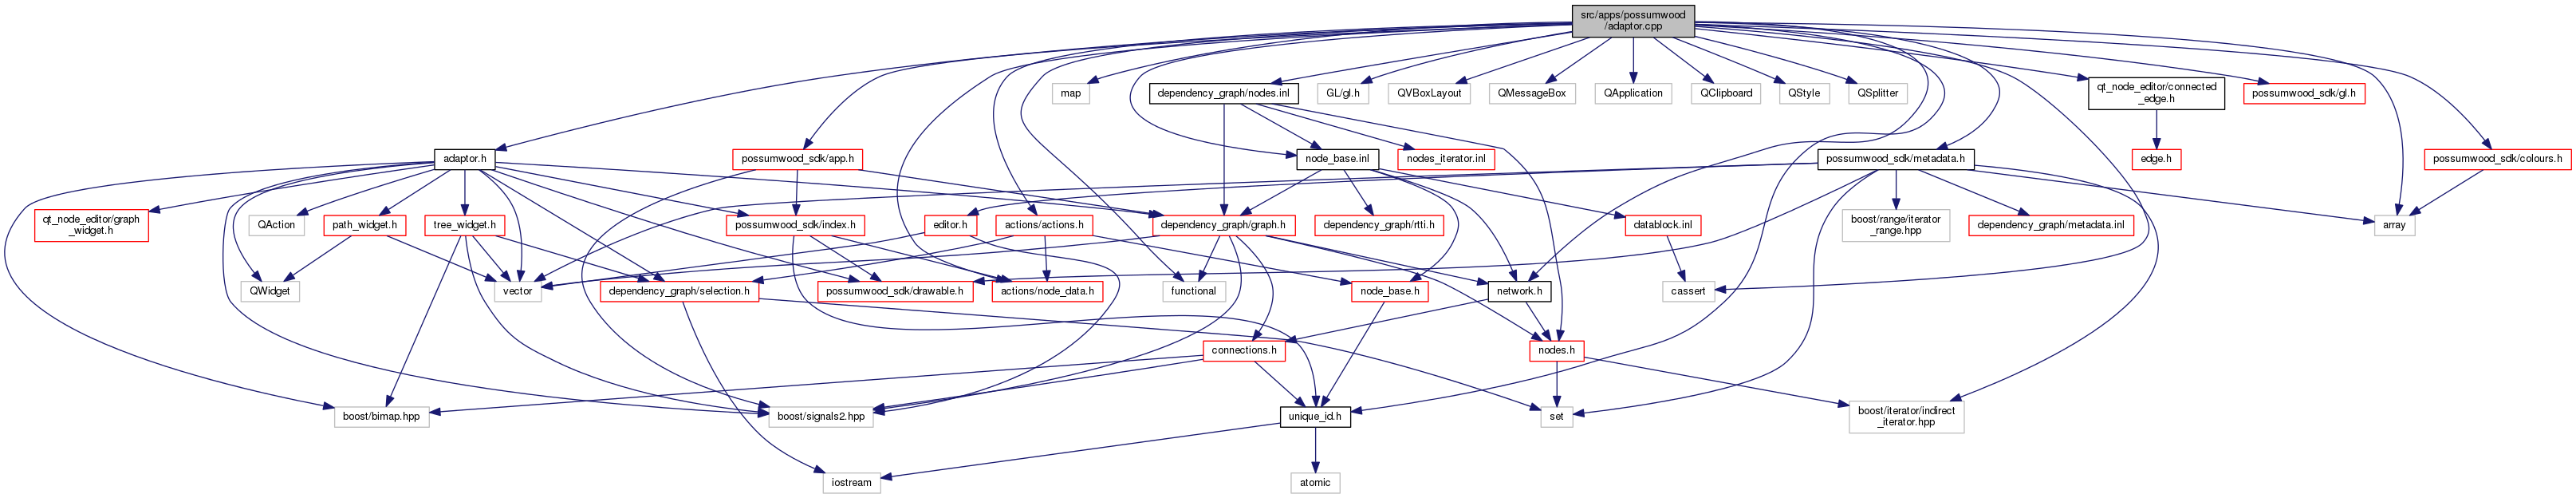 src/apps/possumwood
/adaptor.cpp
map
dependency_graph/nodes.inl
GL/gl.h
QVBoxLayout
QMessageBox
QApplication
QClipboard
QStyle
QSplitter
qt_node_editor/connected
_edge.h
possumwood_sdk/gl.h
adaptor.h
possumwood_sdk/app.h
node_base.inl
nodes_iterator.inl
possumwood_sdk/metadata.h
edge.h
possumwood_sdk/colours.h
qt_node_editor/graph
_widget.h
QAction
path_widget.h
tree_widget.h
possumwood_sdk/index.h
editor.h
actions/actions.h
dependency_graph/graph.h
dependency_graph/rtti.h
datablock.inl
boost/range/iterator
_range.hpp
dependency_graph/metadata.inl
array
QWidget
vector
dependency_graph/selection.h
possumwood_sdk/drawable.h
actions/node_data.h
functional
node_base.h
network.h
cassert
connections.h
nodes.h
boost/bimap.hpp
boost/signals2.hpp
unique_id.h
set
boost/iterator/indirect
_iterator.hpp
iostream
atomic